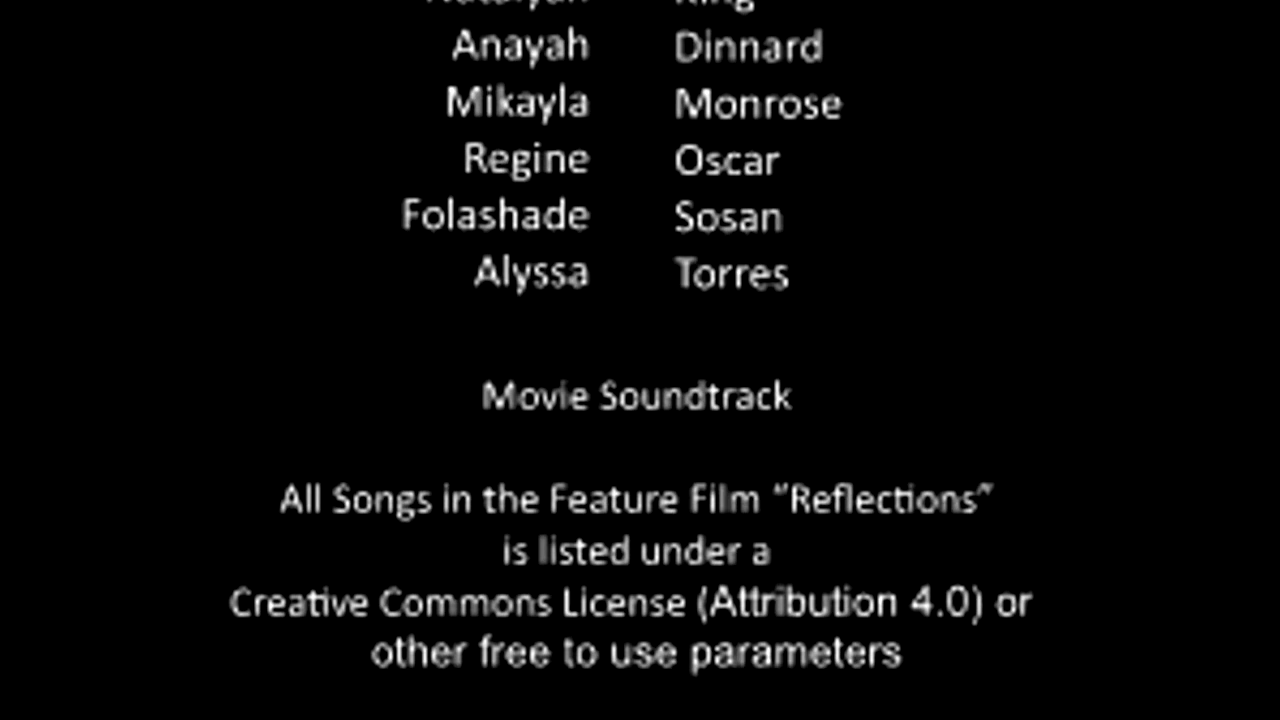 King
Anayah Dinnard
Mikayla Monrose
Regine Oscar
Folashade Sosan
Alyssa Torres
Movie Soundtrack
All Songs in the Feature Film "Reflections"
is listed under a
Creative Commons License (Attribution 4.0) or
other free to use parameters